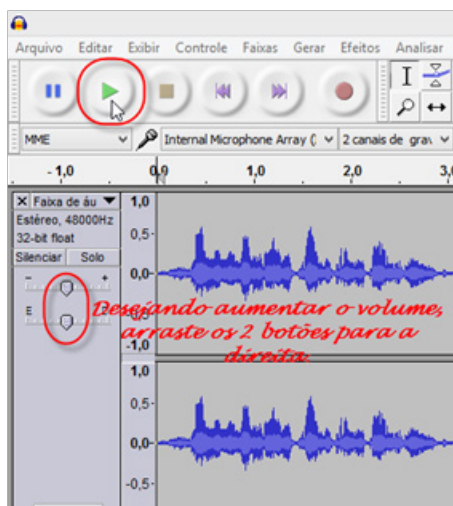 Arquivo Editar Exibir Controle Faixas Gerar Efeitos Analisar
MME Internal Microphone Array ( 2 canais de grav
- 1,0 0,0 1,0 2,0 3,
X Faixa de áu 1,0
Estéreo, 48000Hz
32-bit float 0,5-
Silenciar Solo
- + 0,0-
E D -0,5-
Desejando aumentar o volume,
arraste os 2 botões para a
direita.
-1,0
1,0
0,5-
0,0-
-0,5-